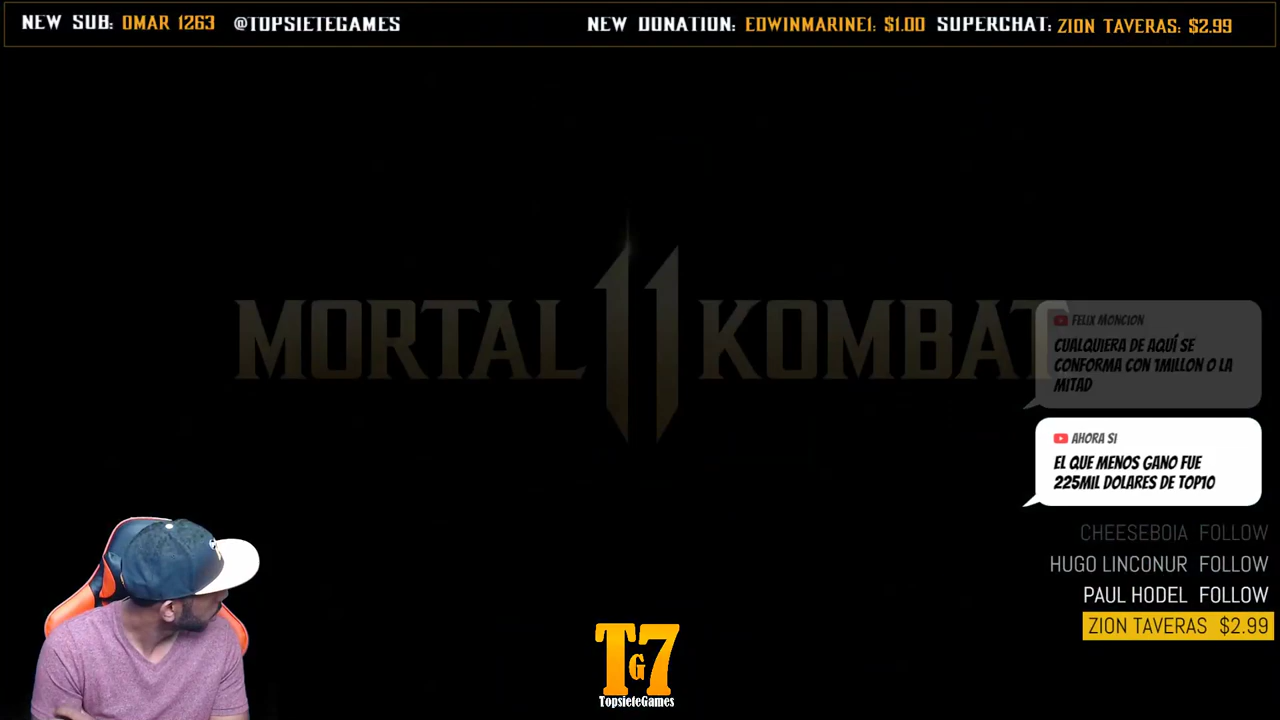 NEW SUB: OMAR 1263 @TOPSIETEGAMES NEW DONATION: EDWINMARINE1: $1.00 SUPERCHAT: ZION TAVERAS: $2.99
MORTAL 11 KOMBAT
FELIX MONCION
CUALQUIERA DE AQUÍ SE
CONFORMA CON 1MILLON O LA
MITAD
AHORA SI
EL QUE MENOS GANO FUE
225MIL DOLARES DE TOP10
CHEESEBOIA FOLLOW
HUGO LINCONUR FOLLOW
PAUL HODEL FOLLOW
ZION TAVERAS $2.99
TG7
TopsieteGames